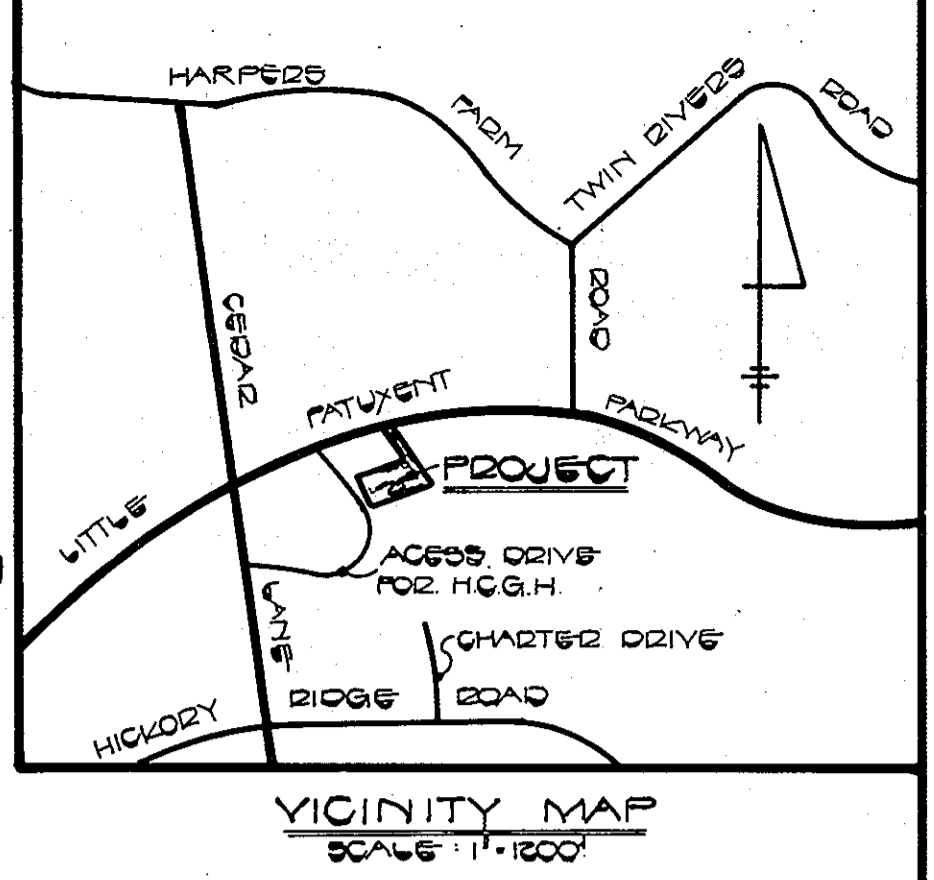 HARPERS
FARM
TWIN RIVERS
ROAD
ROAD
CEDAR
PATUXENT
PARKWAY
PROJECT
LITTLE
ACESS DRIVE
FOR H.C.G.H.
LANE
CHARTER DRIVE
RIDGE ROAD
HICKORY
VICINITY MAP
SCALE : 1" = 1200'